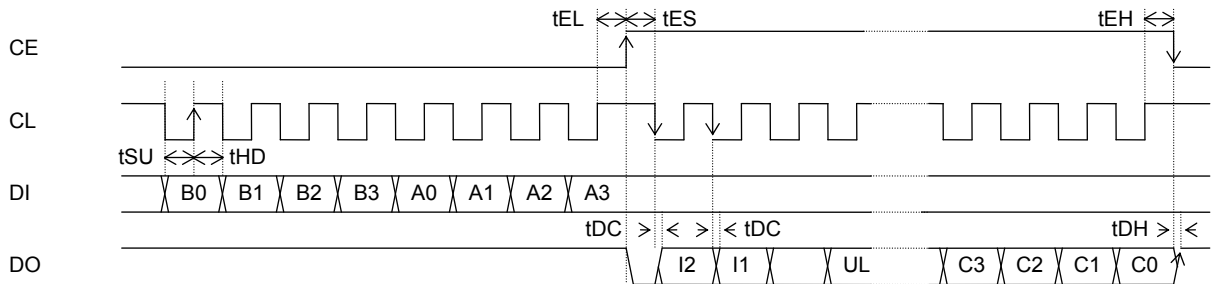 tEL tES tEH
CE
CL
tSU tHD
DI B0 B1 B2 B3 A0 A1 A2 A3
tDC tDC tDH
DO I2 I1 UL C3 C2 C1 C0